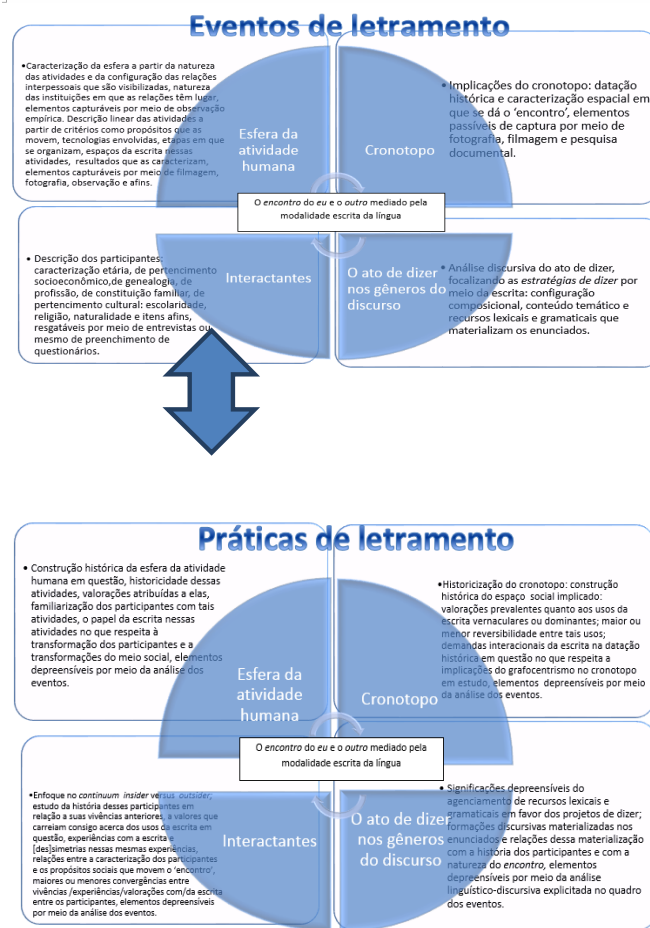 Eventos de letramento
•Caracterização da esfera a partir da natureza
das atividades e da configuração das relações
interpessoais que são visibilizadas, natureza
das instituições em que as relações têm lugar,
elementos capturáveis por meio de observação
empírica. Descrição linear das atividades a
partir de critérios como propósitos que as
movem, tecnologias envolvidas, etapas em que
se organizam, espaços da escrita nessas
atividades, resultados que as caracterizam,
elementos capturáveis por meio de filmagem,
fotografia, observação e afins.
Esfera da
atividade
humana
Cronotopo
• Implicações do cronotopo: datação
histórica e caracterização espacial em
que se dá o ‘encontro’, elementos
passíveis de captura por meio de
fotografia, filmagem e pesquisa
documental.
O encontro do eu e o outro mediado pela
modalidade escrita da língua
• Descrição dos participantes:
caracterização etária, de pertencimento
socioeconômico,de genealogia, de
profissão, de constituição familiar, de
pertencimento cultural: escolaridade,
religião, naturalidade e itens afins,
resgatáveis por meio de entrevistas ou
mesmo de preenchimento de
questionários.
Interactantes
O ato de dizer
nos gêneros do
discurso
• Análise discursiva do ato de dizer,
focalizando as estratégias de dizer por
meio da escrita: configuração
composicional, conteúdo temático e
recursos lexicais e gramaticais que
materializam os enunciados.
Práticas de letramento
• Construção histórica da esfera da atividade
humana em questão, historicidade dessas
atividades, valorações atribuídas a elas,
familiarização dos participantes com tais
atividades, o papel da escrita nessas
atividades no que respeita à
transformação dos participantes e a
transformações do meio social, elementos
depreensíveis por meio da análise dos
eventos.
Esfera da
atividade
humana
Cronotopo
•Historicização do cronotopo: construção
histórica do espaço social implicado:
valorações prevalentes quanto aos usos da
escrita vernaculares ou dominantes; maior ou
menor reversibilidade entre tais usos;
demandas interacionais da escrita na datação
histórica em questão no que respeita a
implicações do grafocentrismo no cronotopo
em estudo, elementos depreensíveis por meio
da análise dos eventos.
O encontro do eu e o outro mediado pela
modalidade escrita da língua
•Enfoque no continuum insider versus outsider;
estudo da história desses participantes em
relação a suas vivências anteriores, a valores que
carreiam consigo acerca dos usos da escrita em
questão, experiências com a escrita e
[des]simetrias nessas mesmas experiências,
relações entre a caracterização dos participantes
e os propósitos sociais que movem o ‘encontro’,
maiores ou menores convergências entre
vivências /experiências/valorações com/da escrita
entre os participantes, elementos depreensíveis
por meio da análise dos eventos.
Interactantes
O ato de dizer
nos gêneros
do discurso
• Significações depreensíveis do
agenciamento de recursos lexicais e
gramaticais em favor dos projetos de dizer;
formações discursivas materializadas nos
enunciados e relações dessa materialização
com a história dos participantes e com a
natureza do encontro, elementos
depreensíveis por meio da análise
linguístico-discursiva explicitada no quadro
dos eventos.